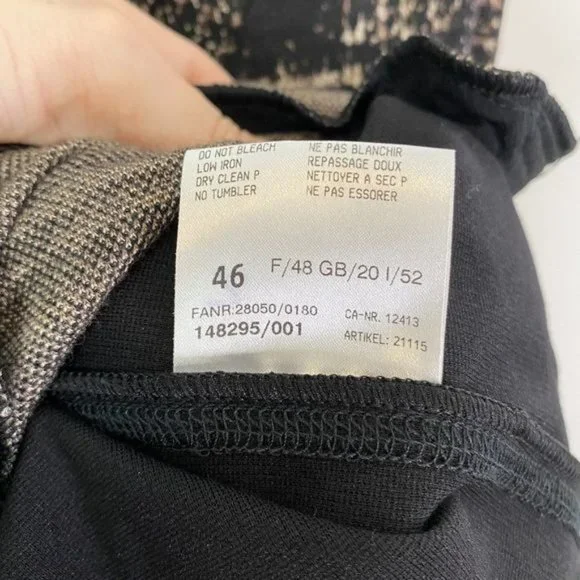 DO NOT BLEACH NE PAS BLANCHIR
LOW IRON REPASSAGE DOUX
DRY CLEAN P NETTOYER A SEC P
NO TUMBLER NE PAS ESSORER
46 F/48 GB/20 I/52
FANR:28050/0180 CA-NR. 12413
148295/001 ARTIKEL: 21115